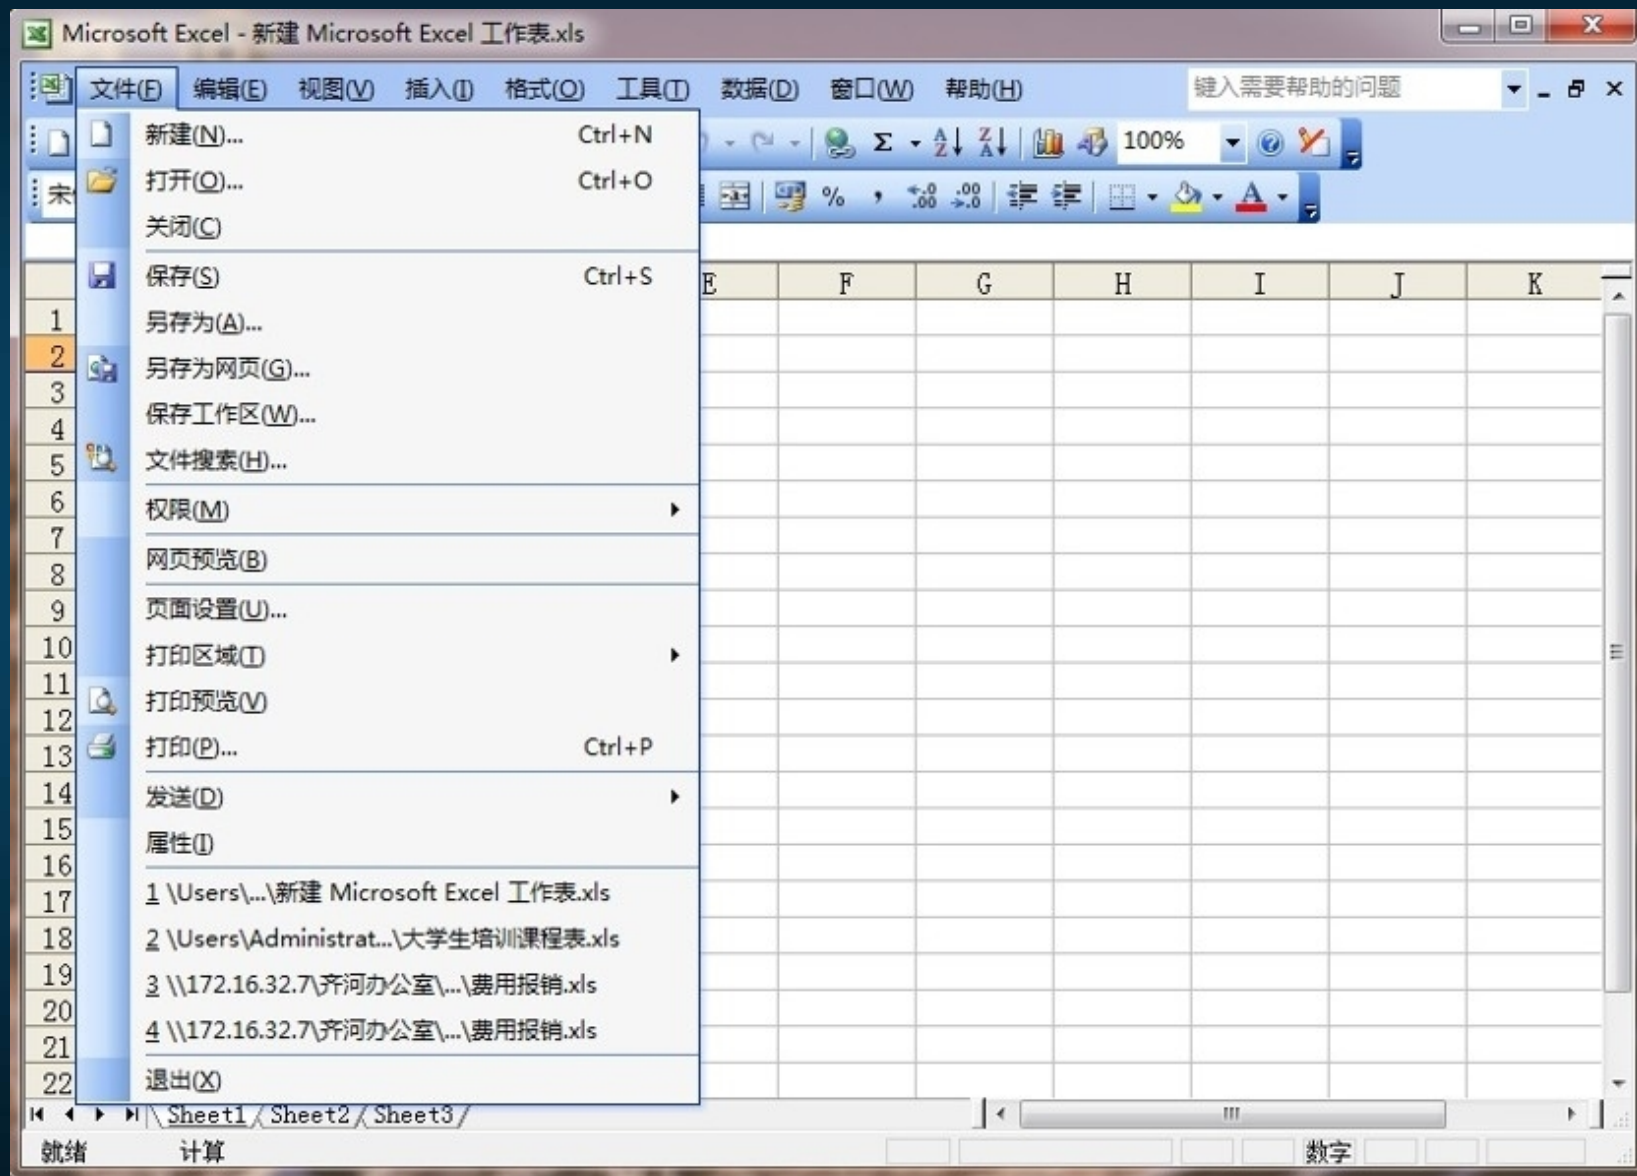 Microsoft Excel - 新建 Microsoft Excel 工作表.xls
文件(F) 编辑(E) 视图(V) 插入(I) 格式(O) 工具(T) 数据(D) 窗口(W) 帮助(H) 键入需要帮助的问题
新建(N)... Ctrl+N
100%
打开(O)... Ctrl+O
关闭(C)
保存(S) Ctrl+S
E F G H I J K
另存为(A)...
另存为网页(G)...
保存工作区(W)...
文件搜索(H)...
权限(M)
网页预览(B)
页面设置(U)...
打印区域(T)
打印预览(V)
打印(P)... Ctrl+P
发送(D)
属性(I)
1 \Users\...\新建 Microsoft Excel 工作表.xls
2 \Users\Administrat...\大学生培训课程表.xls
3 \\172.16.32.7\齐河办公室\...\费用报销.xls
4 \\172.16.32.7\齐河办公室\...\费用报销.xls
退出(X)
1
2
3
4
5
6
7
8
9
10
11
12
13
14
15
16
17
18
19
20
21
22
Sheet1 Sheet2 Sheet3
就绪 计算 数字